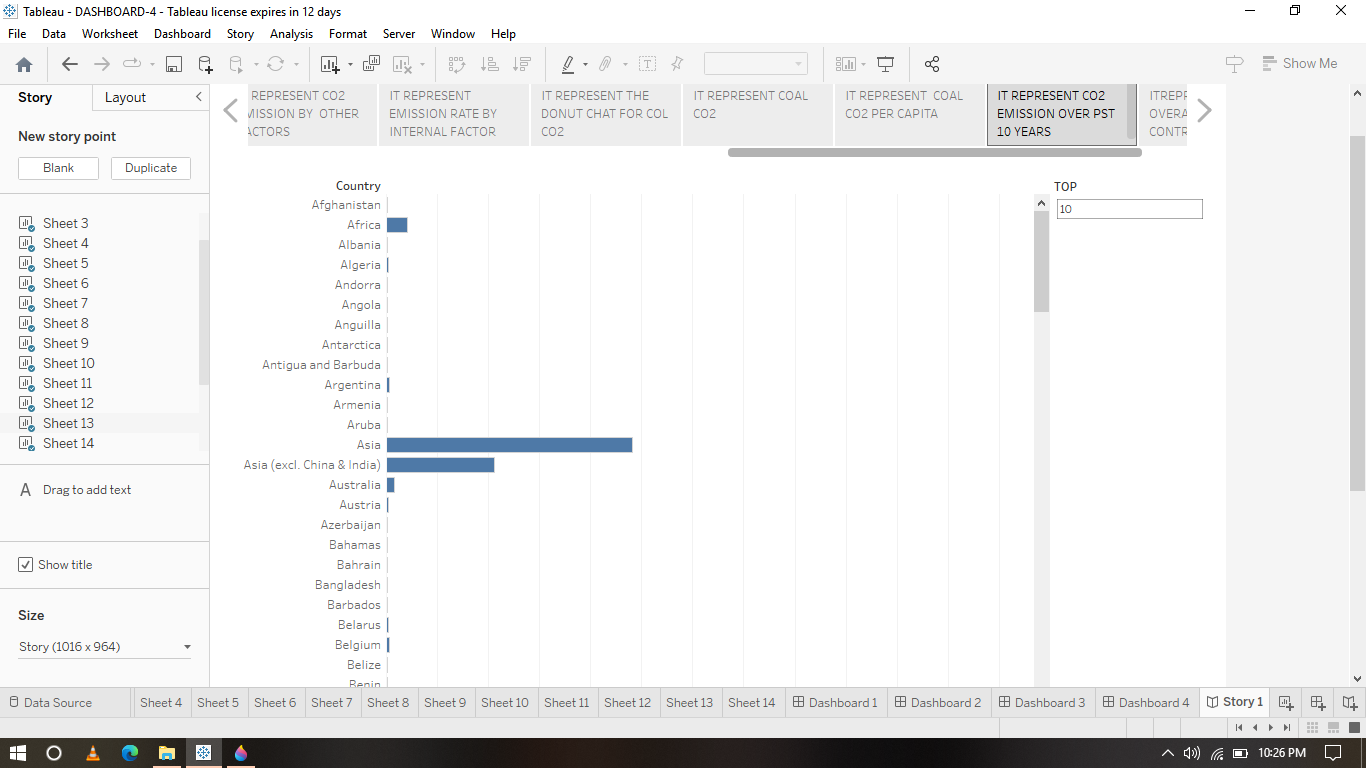 Tableau - DASHBOARD-4 - Tableau license expires in 12 days
File Data Worksheet Dashboard Story Analysis Format Server Window Help
Show Me
Story Layout
New story point
Blank Duplicate
Sheet 3
Sheet 4
Sheet 5
Sheet 6
Sheet 7
Sheet 8
Sheet 9
Sheet 10
Sheet 11
Sheet 12
Sheet 13
Sheet 14
A Drag to add text
Show title
Size
Story (1016 x 964)
REPRESENT CO2
MISSION BY OTHER
ACTORS
IT REPRESENT
EMISSION RATE BY
INTERNAL FACTOR
IT REPRESENT THE
DONUT CHAT FOR COL
CO2
IT REPRESENT COAL
CO2
IT REPRESENT COAL
CO2 PER CAPITA
IT REPRESENT CO2
EMISSION OVER PST
10 YEARS
ITREPR
OVERA
CONTR
Country
Afghanistan
Africa
Albania
Algeria
Andorra
Angola
Anguilla
Antarctica
Antigua and Barbuda
Argentina
Armenia
Aruba
Asia
Asia (excl. China & India)
Australia
Austria
Azerbaijan
Bahamas
Bahrain
Bangladesh
Barbados
Belarus
Belgium
Belize
Benin
TOP
10
Data Source Sheet 4 Sheet 5 Sheet 6 Sheet 7 Sheet 8 Sheet 9 Sheet 10 Sheet 11 Sheet 12 Sheet 13 Sheet 14 Dashboard 1 Dashboard 2 Dashboard 3 Dashboard 4 Story 1
10:26 PM